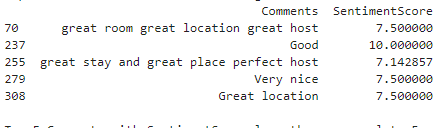 Comments SentimentScore
70 great room great location great host 7.500000
237 Good 10.000000
255 great stay and great place perfect host 7.142857
279 Very nice 7.500000
308 Great location 7.500000